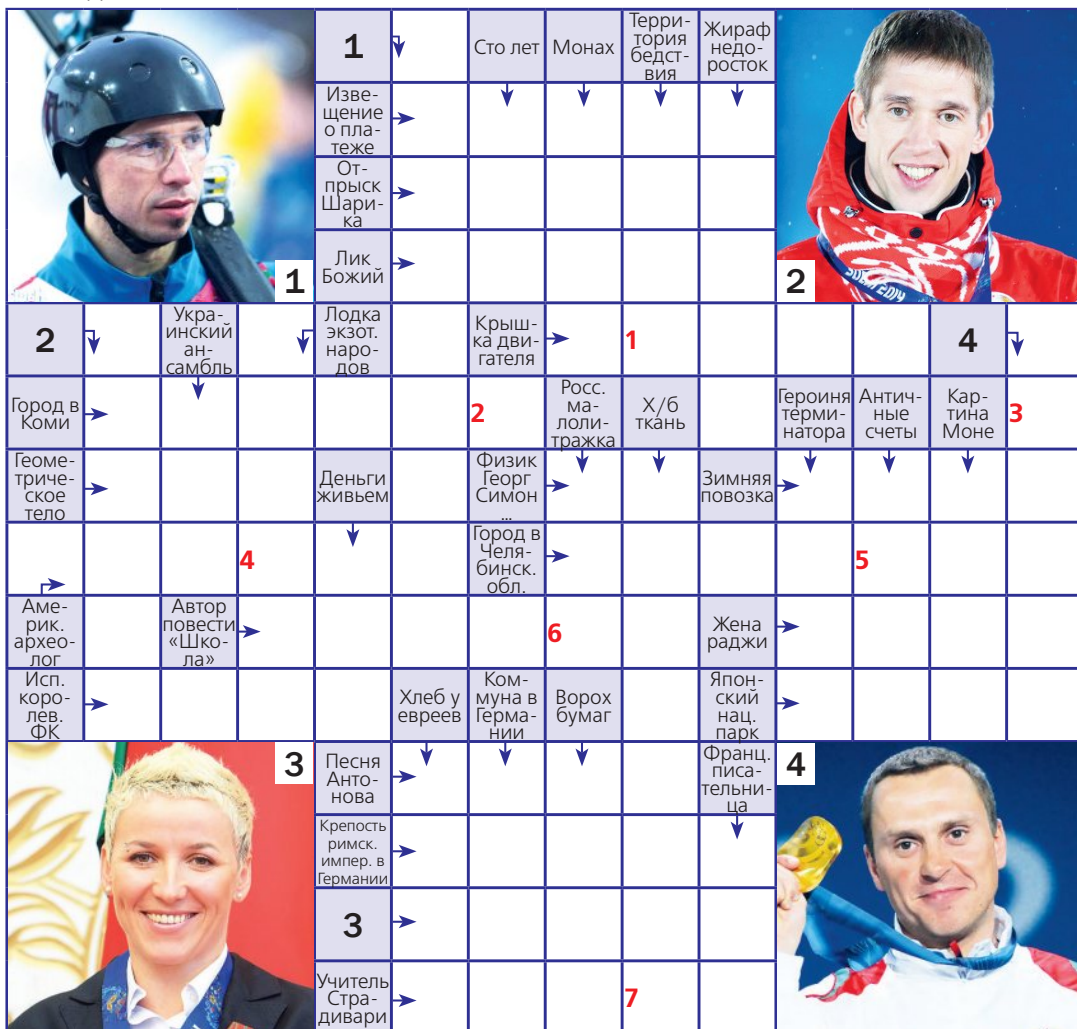 1
Сто лет
Монах
Терри-
тория
бедст-
вия
Жираф
недо-
росток
Изве-
щение
о пла-
теже
От-
прыск
Шари-
ка
Лик
Божий
1
2
SOCHI 2014
2
Укра-
инский
ан-
самбль
Лодка
экзот.
наро-
дов
Крыш-
ка дви-
гателя
1
4
Город в
Коми
2
Росс.
ма-
лоли-
тражка
Х/б
ткань
Героиня
терми-
натора
Антич-
ные
счеты
Кар-
тина
Моне
3
Геоме-
триче-
ское
тело
Деньги
живьем
Физик
Георг
Симон
...
Зимняя
повозка
4
Город в
Челя-
бинск.
обл.
5
Аме-
рик.
архео-
лог
Автор
повести
«Шко-
ла»
6
Жена
раджи
Исп.
коро-
лев.
ФК
Хлеб у
евреев
Ком-
муна в
Герма-
нии
Ворох
бумаг
Япон-
ский
нац.
парк
3
Песня
Анто-
нова
Франц.
писа-
тельни-
ца
4
Крепость
римск.
импер. в
Германии
3
Учитель
Стра-
дивари
7